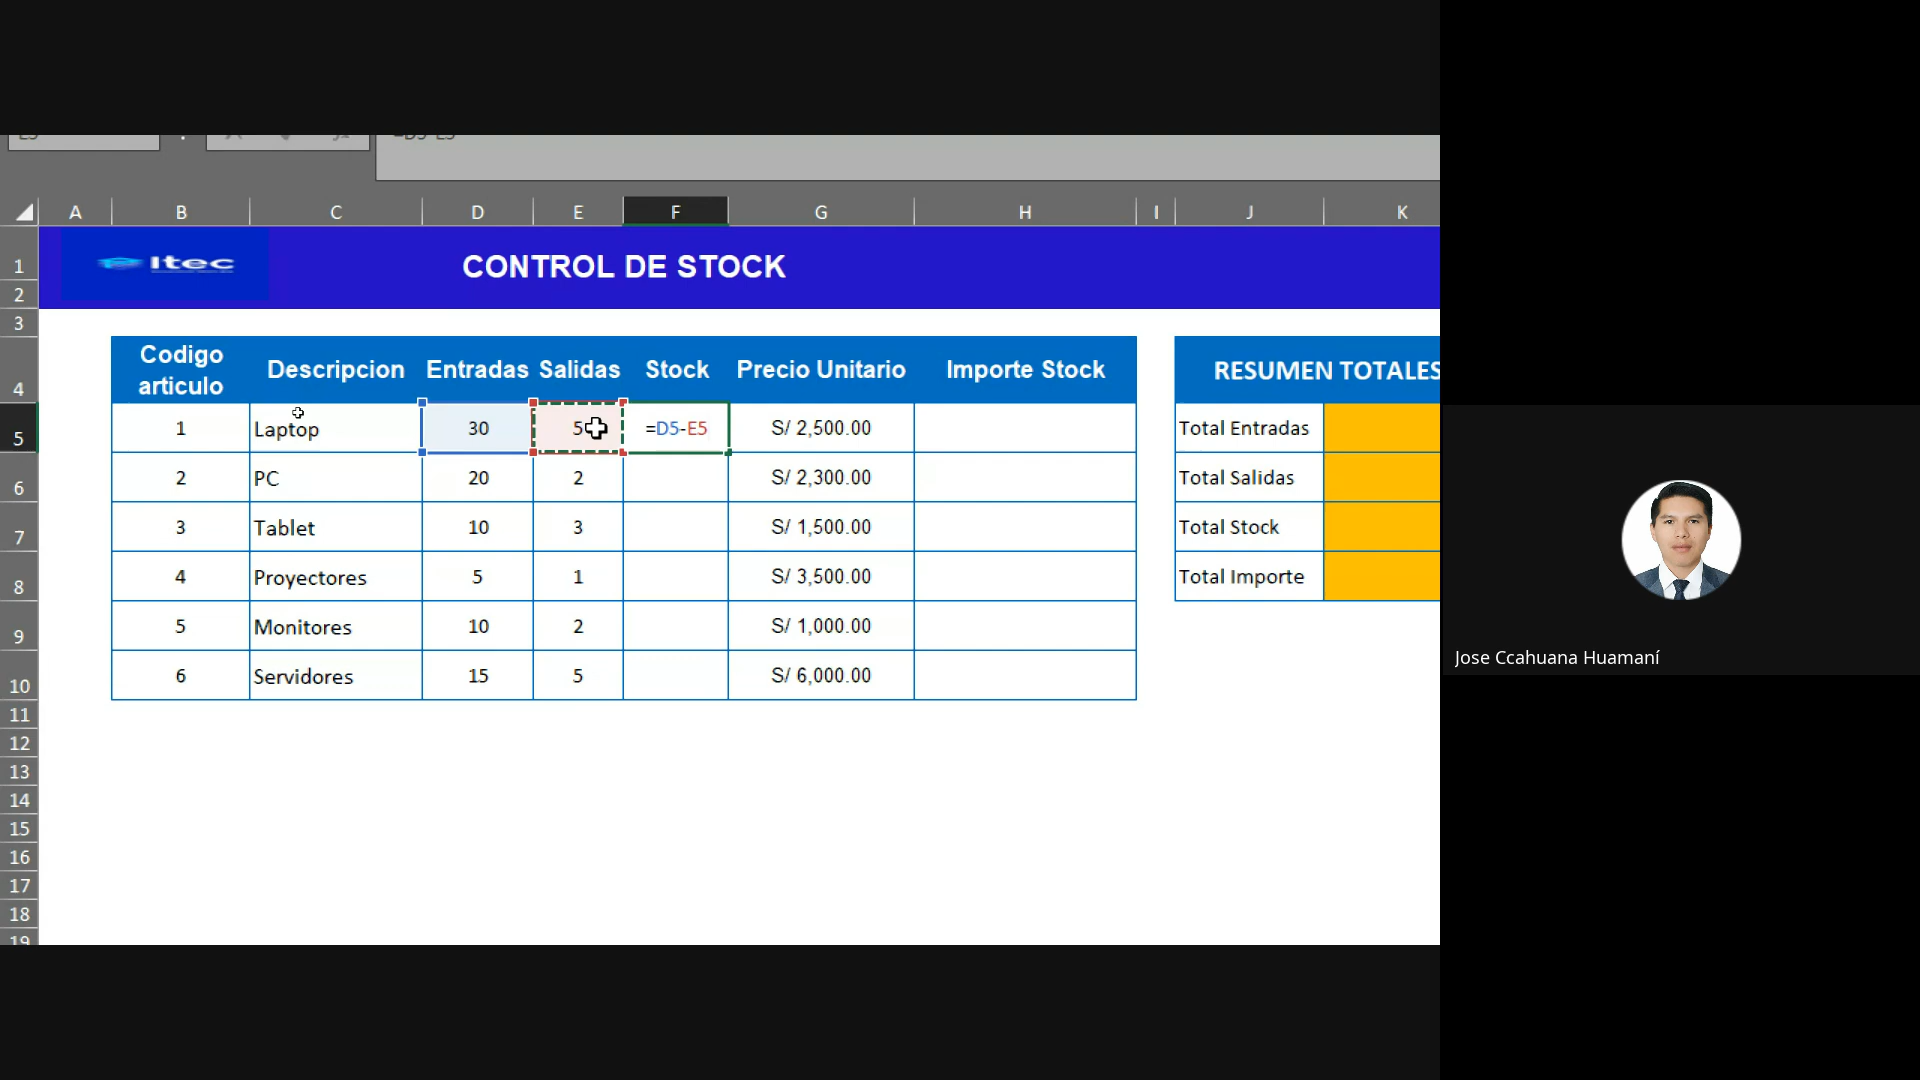 =D5-E5
A B C D E F G H I J K
1 Itec CONTROL DE STOCK
2
3
4 Codigo articulo Descripcion Entradas Salidas Stock Precio Unitario Importe Stock RESUMEN TOTALES
5 1 Laptop 30 5 =D5-E5 S/ 2,500.00 Total Entradas
6 2 PC 20 2 S/ 2,300.00 Total Salidas
7 3 Tablet 10 3 S/ 1,500.00 Total Stock
8 4 Proyectores 5 1 S/ 3,500.00 Total Importe
9 5 Monitores 10 2 S/ 1,000.00
10 6 Servidores 15 5 S/ 6,000.00
11
12
13
14
15
16
17
18
19
Jose Ccahuana Huamaní